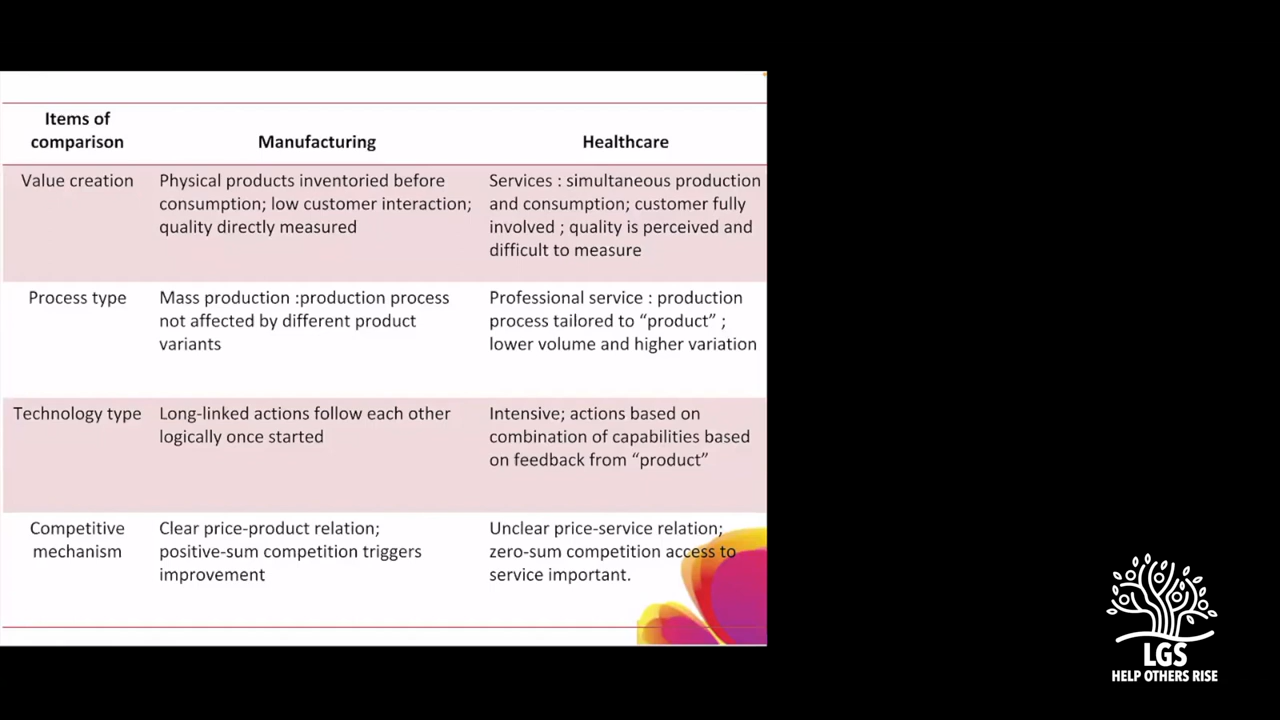 Items of
comparison
Manufacturing
Healthcare
Value creation
Physical products inventoried before
consumption; low customer interaction;
quality directly measured
Services : simultaneous production
and consumption; customer fully
involved ; quality is perceived and
difficult to measure
Process type
Mass production :production process
not affected by different product
variants
Professional service : production
process tailored to “product” ;
lower volume and higher variation
Technology type
Long-linked actions follow each other
logically once started
Intensive; actions based on
combination of capabilities based
on feedback from “product”
Competitive
mechanism
Clear price-product relation;
positive-sum competition triggers
improvement
Unclear price-service relation;
zero-sum competition access to
service important.
LGS
HELP OTHERS RISE